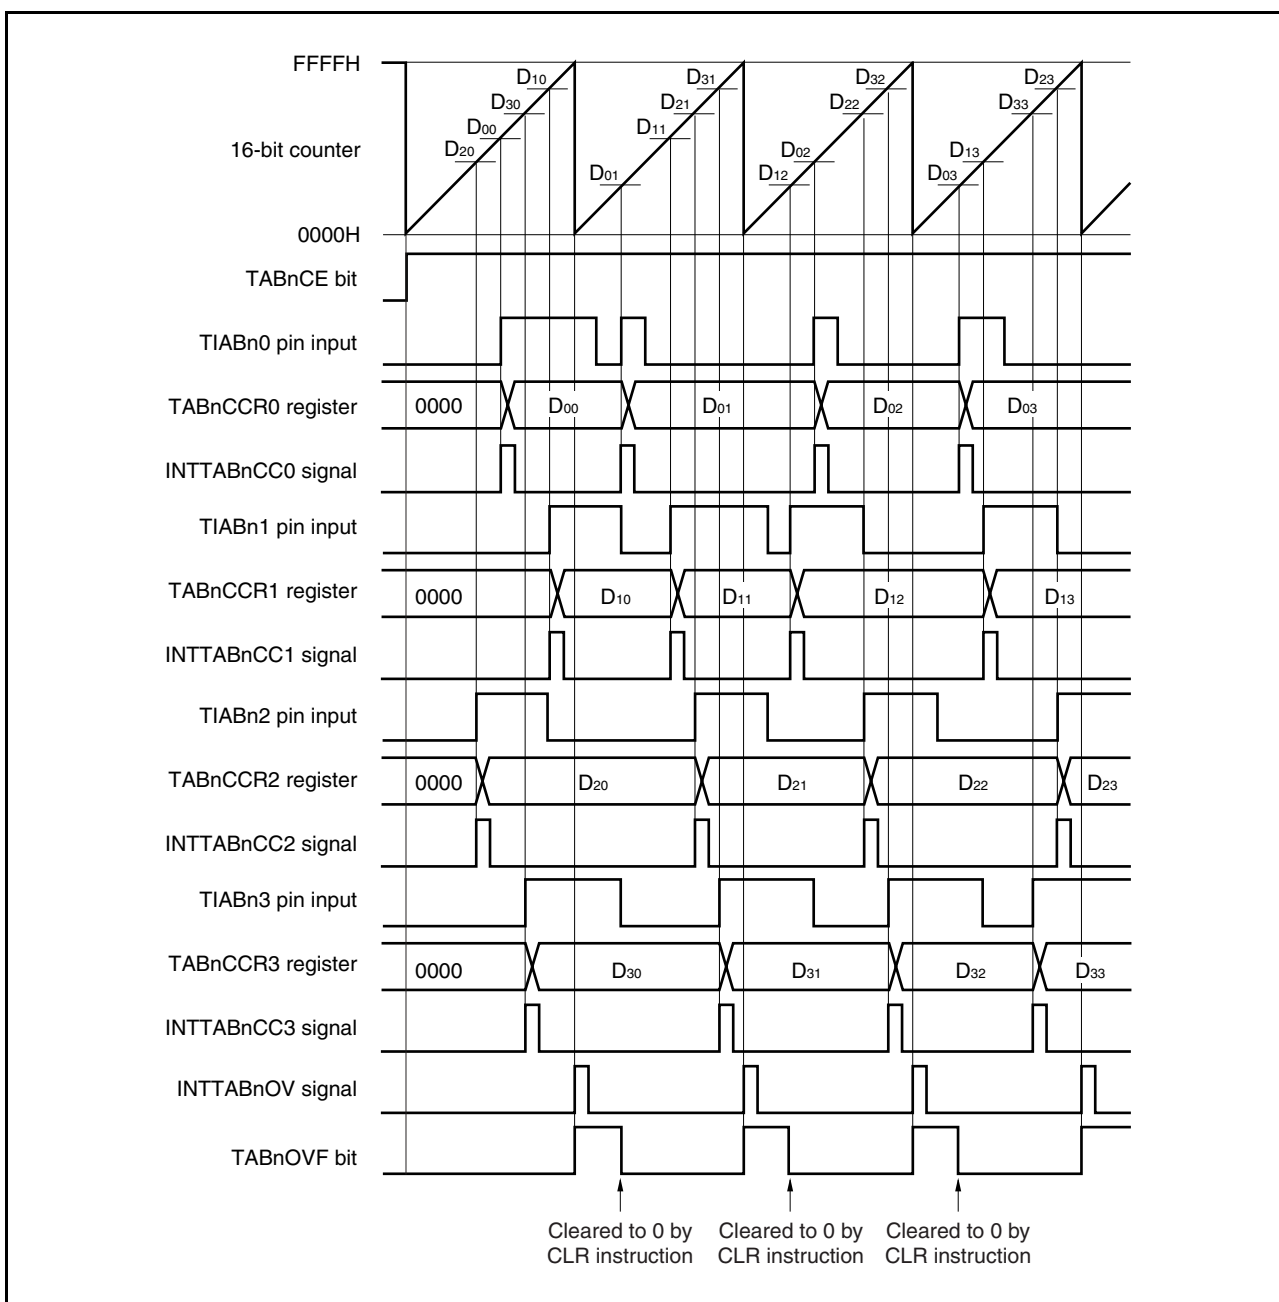 FFFFH
D10
D31
D32
D23
D30
D21
D22
D33
D00
D11
16-bit counter
D20
D02
D13
D01
D12
D03
0000H
TABnCE bit
TIABn0 pin input
TABnCCR0 register
0000
D00
D01
D02
D03
INTTABnCC0 signal
TIABn1 pin input
TABnCCR1 register
0000
D10
D11
D12
D13
INTTABnCC1 signal
TIABn2 pin input
TABnCCR2 register
0000
D20
D21
D22
D23
INTTABnCC2 signal
TIABn3 pin input
TABnCCR3 register
0000
D30
D31
D32
D33
INTTABnCC3 signal
INTTABnOV signal
TABnOVF bit
Cleared to 0 by
CLR instruction
Cleared to 0 by
CLR instruction
Cleared to 0 by
CLR instruction